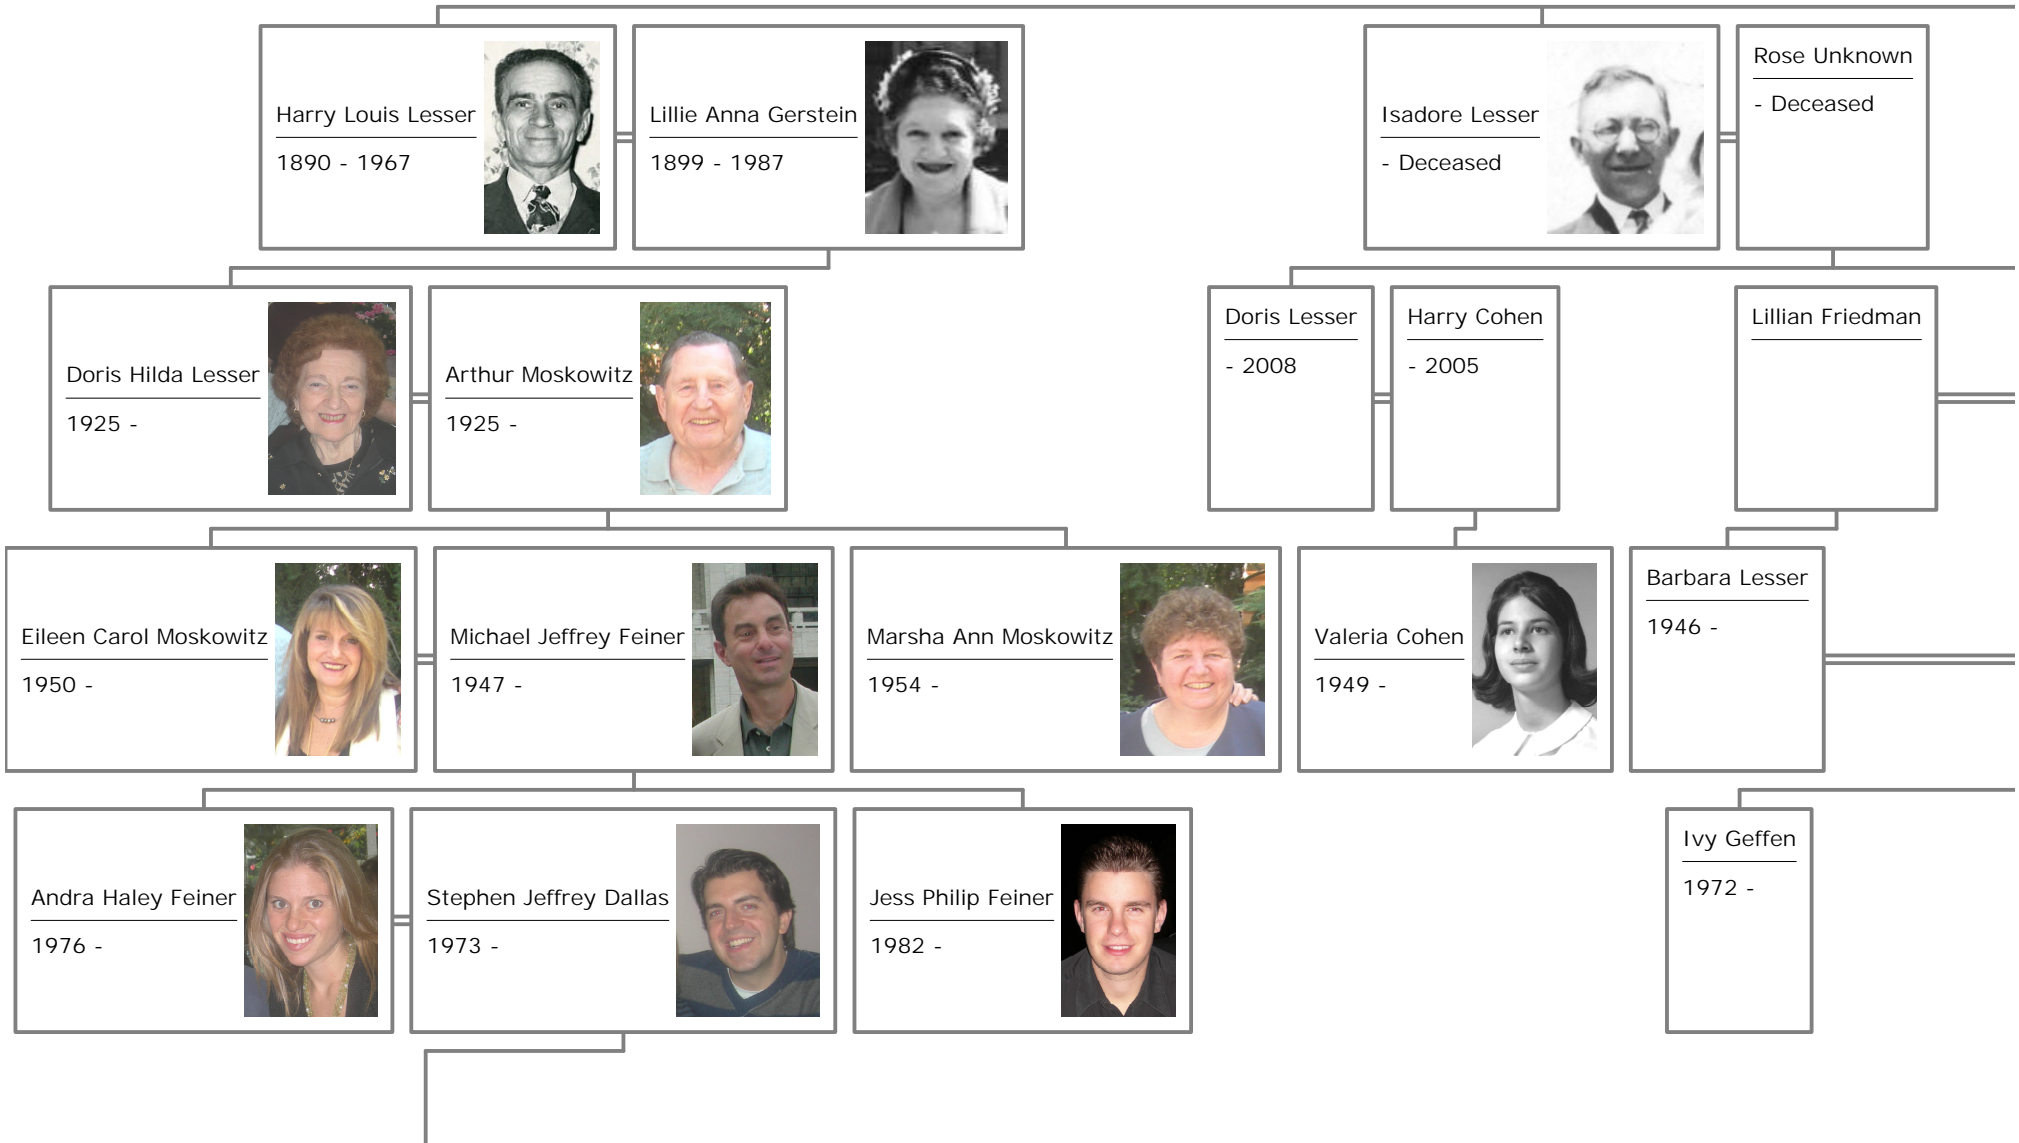 Harry Louis Lesser
1890 - 1967
Lillie Anna Gerstein
1899 - 1987
Isadore Lesser
- Deceased
Rose Unknown
- Deceased
Doris Hilda Lesser
1925 -
Arthur Moskowitz
1925 -
Doris Lesser
- 2008
Harry Cohen
- 2005
Lillian Friedman
Eileen Carol Moskowitz
1950 -
Michael Jeffrey Feiner
1947 -
Marsha Ann Moskowitz
1954 -
Valeria Cohen
1949 -
Barbara Lesser
1946 -
Andra Haley Feiner
1976 -
Stephen Jeffrey Dallas
1973 -
Jess Philip Feiner
1982 -
Ivy Geffen
1972 -